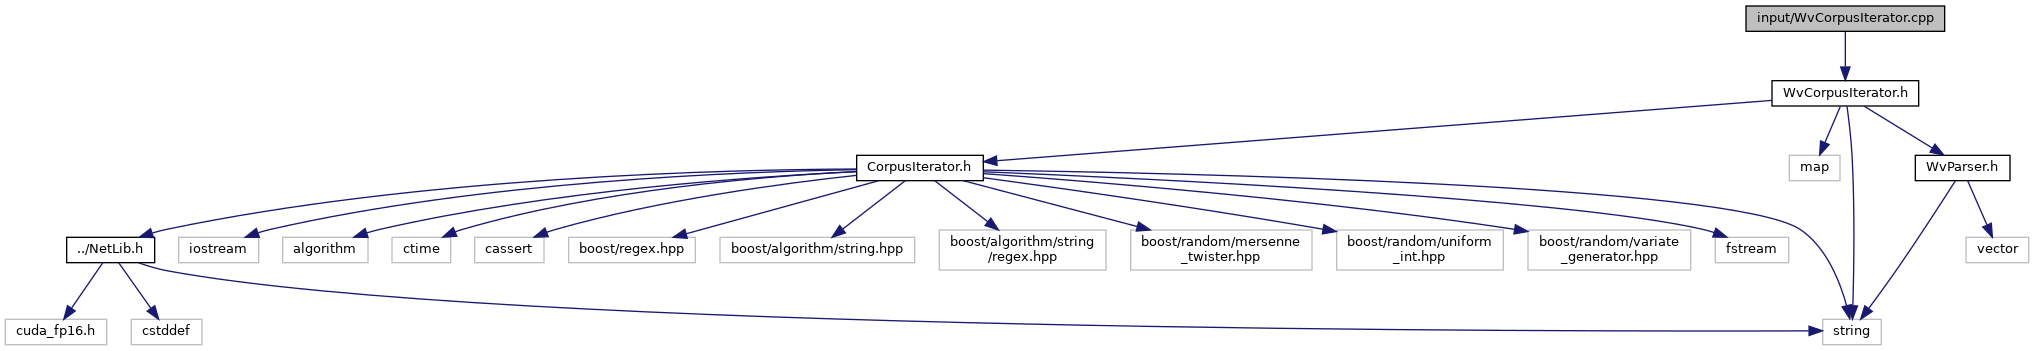 input/WvCorpusIterator.cpp
WvCorpusIterator.h
CorpusIterator.h
map
WvParser.h
../NetLib.h
iostream
algorithm
ctime
cassert
boost/regex.hpp
boost/algorithm/string.hpp
boost/algorithm/string
/regex.hpp
boost/random/mersenne
_twister.hpp
boost/random/uniform
_int.hpp
boost/random/variate
_generator.hpp
fstream
vector
cuda_fp16.h
cstddef
string